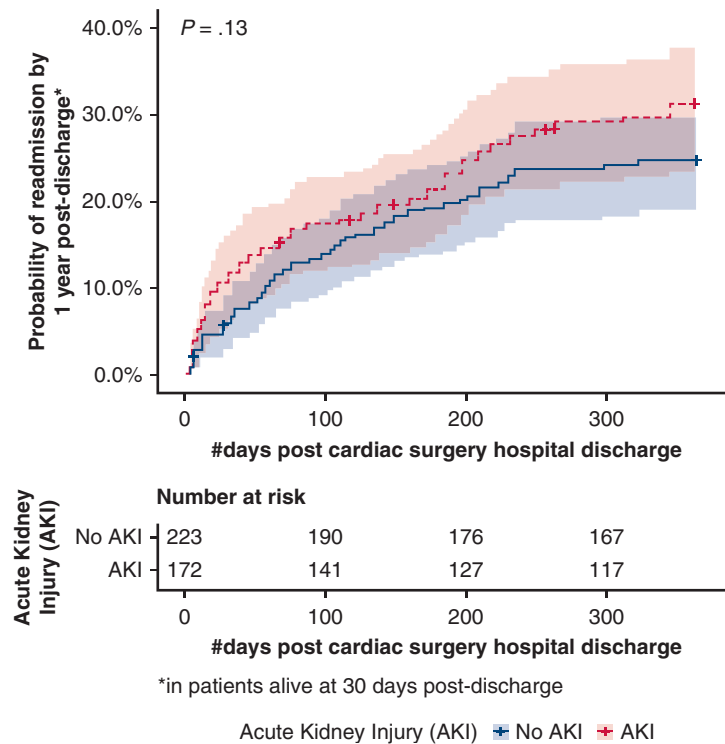 40.0%
P = .13
30.0%
20.0%
10.0%
0.0%
Probability of readmission by
1 year post-discharge*
0 100 200 300
#days post cardiac surgery hospital discharge
Number at risk
Acute Kidney
Injury (AKI)
No AKI 223 190 176 167
AKI 172 141 127 117
0 100 200 300
#days post cardiac surgery hospital discharge
*in patients alive at 30 days post-discharge
Acute Kidney Injury (AKI) No AKI AKI